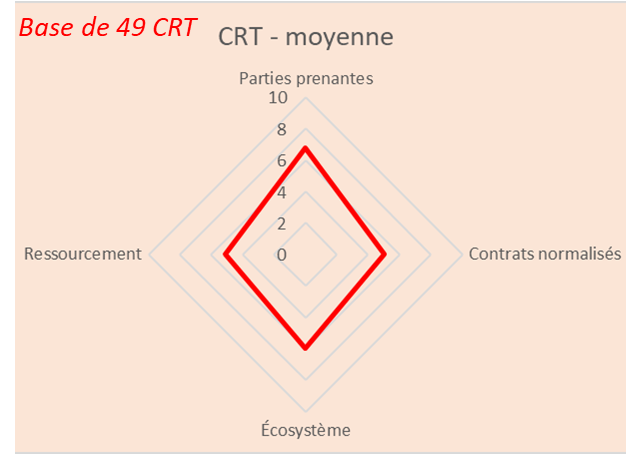 Base de 49 CRT
CRT - moyenne
Parties prenantes
10
8
6
4
2
0
Ressourcement
Contrats normalisés
Écosystème